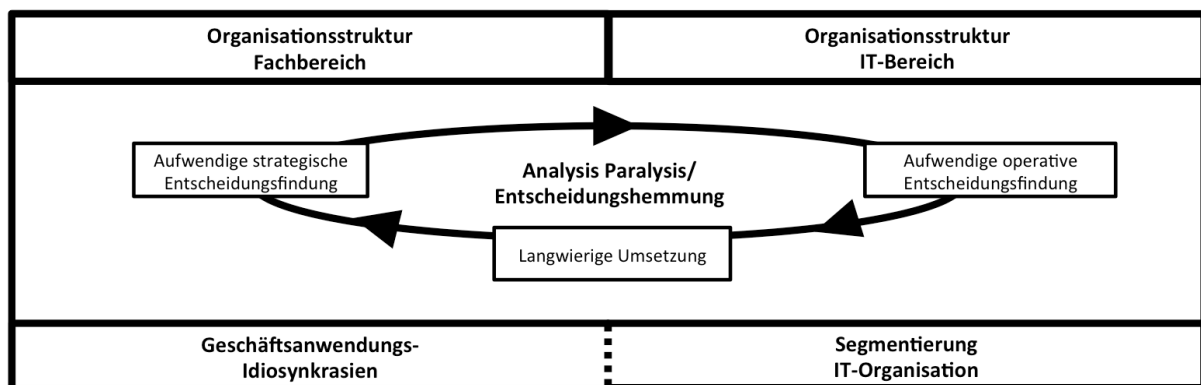 Organisationsstruktur
Fachbereich
Organisationsstruktur
IT-Bereich
Aufwendige strategische
Entscheidungsfindung
Analysis Paralysis/
Entscheidungshemmung
Aufwendige operative
Entscheidungsfindung
Langwierige Umsetzung
Geschäftsanwendungs-
Idiosynkrasien
Segmentierung
IT-Organisation